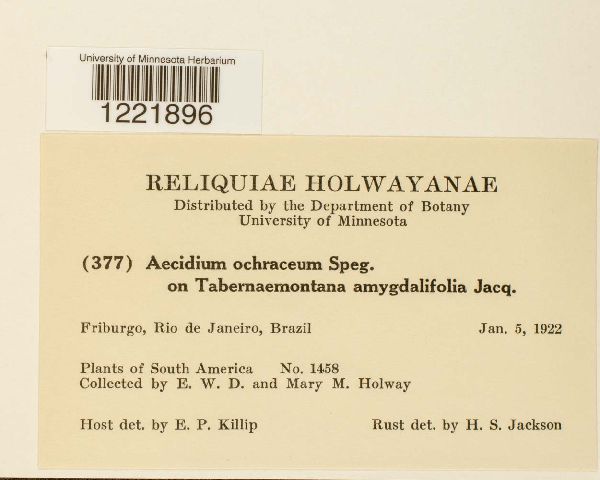 University of Minnesota Herbarium
1221896
RELIQUIAE HOLWAYANAE
Distributed by the Department of Botany
University of Minnesota
(377) Aecidium ochraceum Speg.
on Tabernaemontana amygdalifolia Jacq.
Friburgo, Rio de Janeiro, Brazil Jan. 5, 1922
Plants of South America No. 1458
Collected by E. W. D. and Mary M. Holway
Host det. by E. P. Killip Rust det. by H. S. Jackson